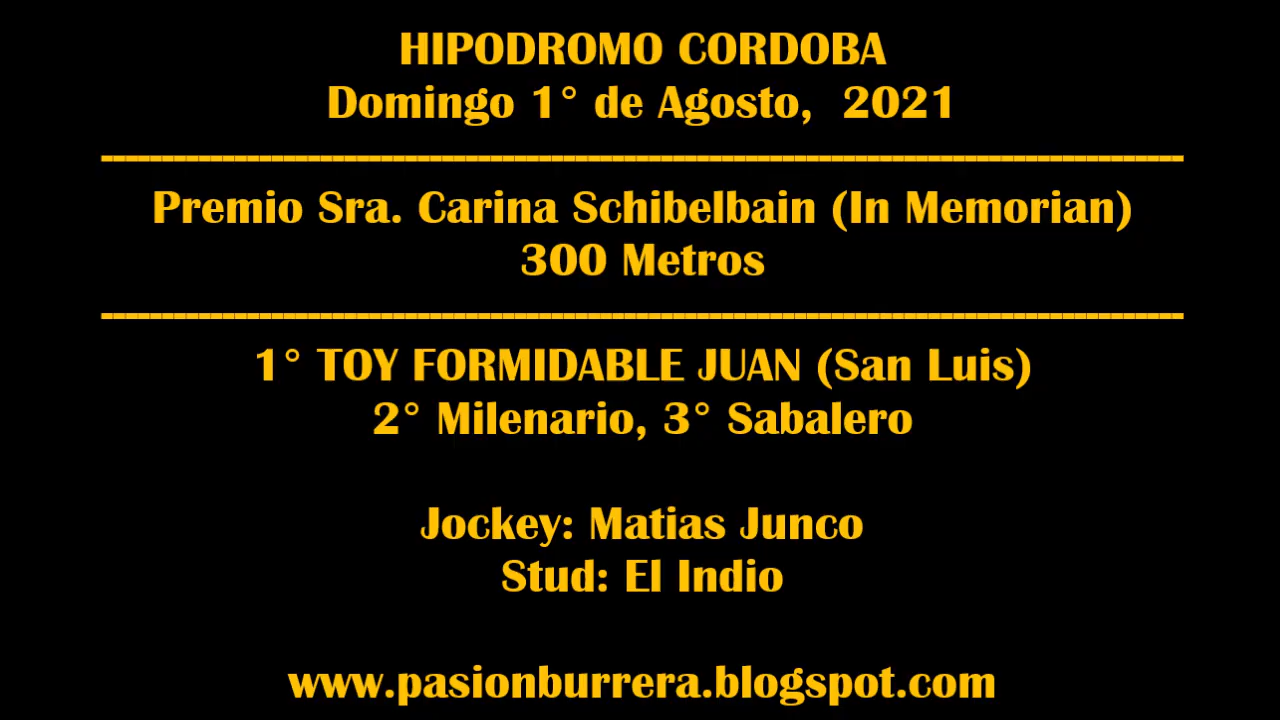 HIPODROMO CORDOBA
Domingo 1° de Agosto, 2021
Premio Sra. Carina Schibelbain (In Memorian)
300 Metros
1° TOY FORMIDABLE JUAN (San Luis)
2° Milenario, 3° Sabalero
Jockey: Matias Junco
Stud: El Indio
www.pasionburrera.blogspot.com